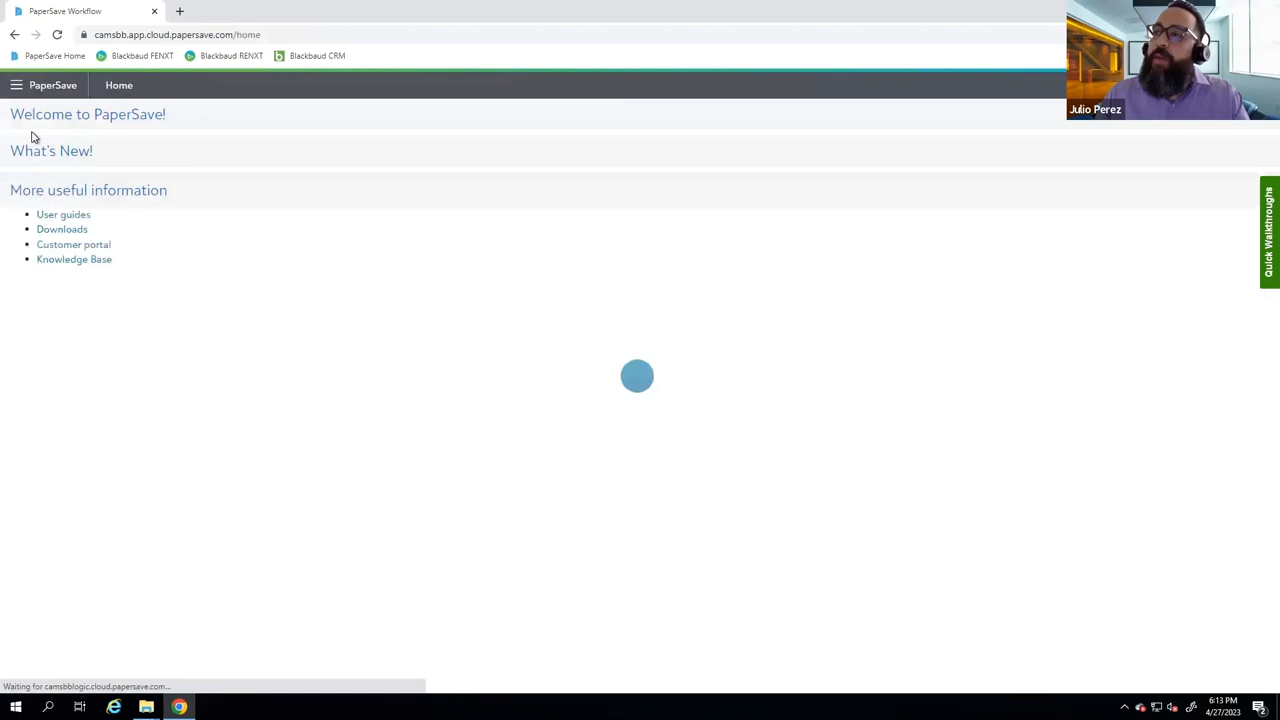 PaperSave Workflow
camsbb.app.cloud.papersave.com/home
PaperSave Home Blackbaud FENXT Blackbaud RENXT Blackbaud CRM
PaperSave Home
Julio Perez
Welcome to PaperSave!
What's New!
More useful information
User guides
Downloads
Customer portal
Knowledge Base
Quick Walkthroughs
Waiting for camsbblogic.cloud.papersave.com...
6:13 PM
4/27/2023
2